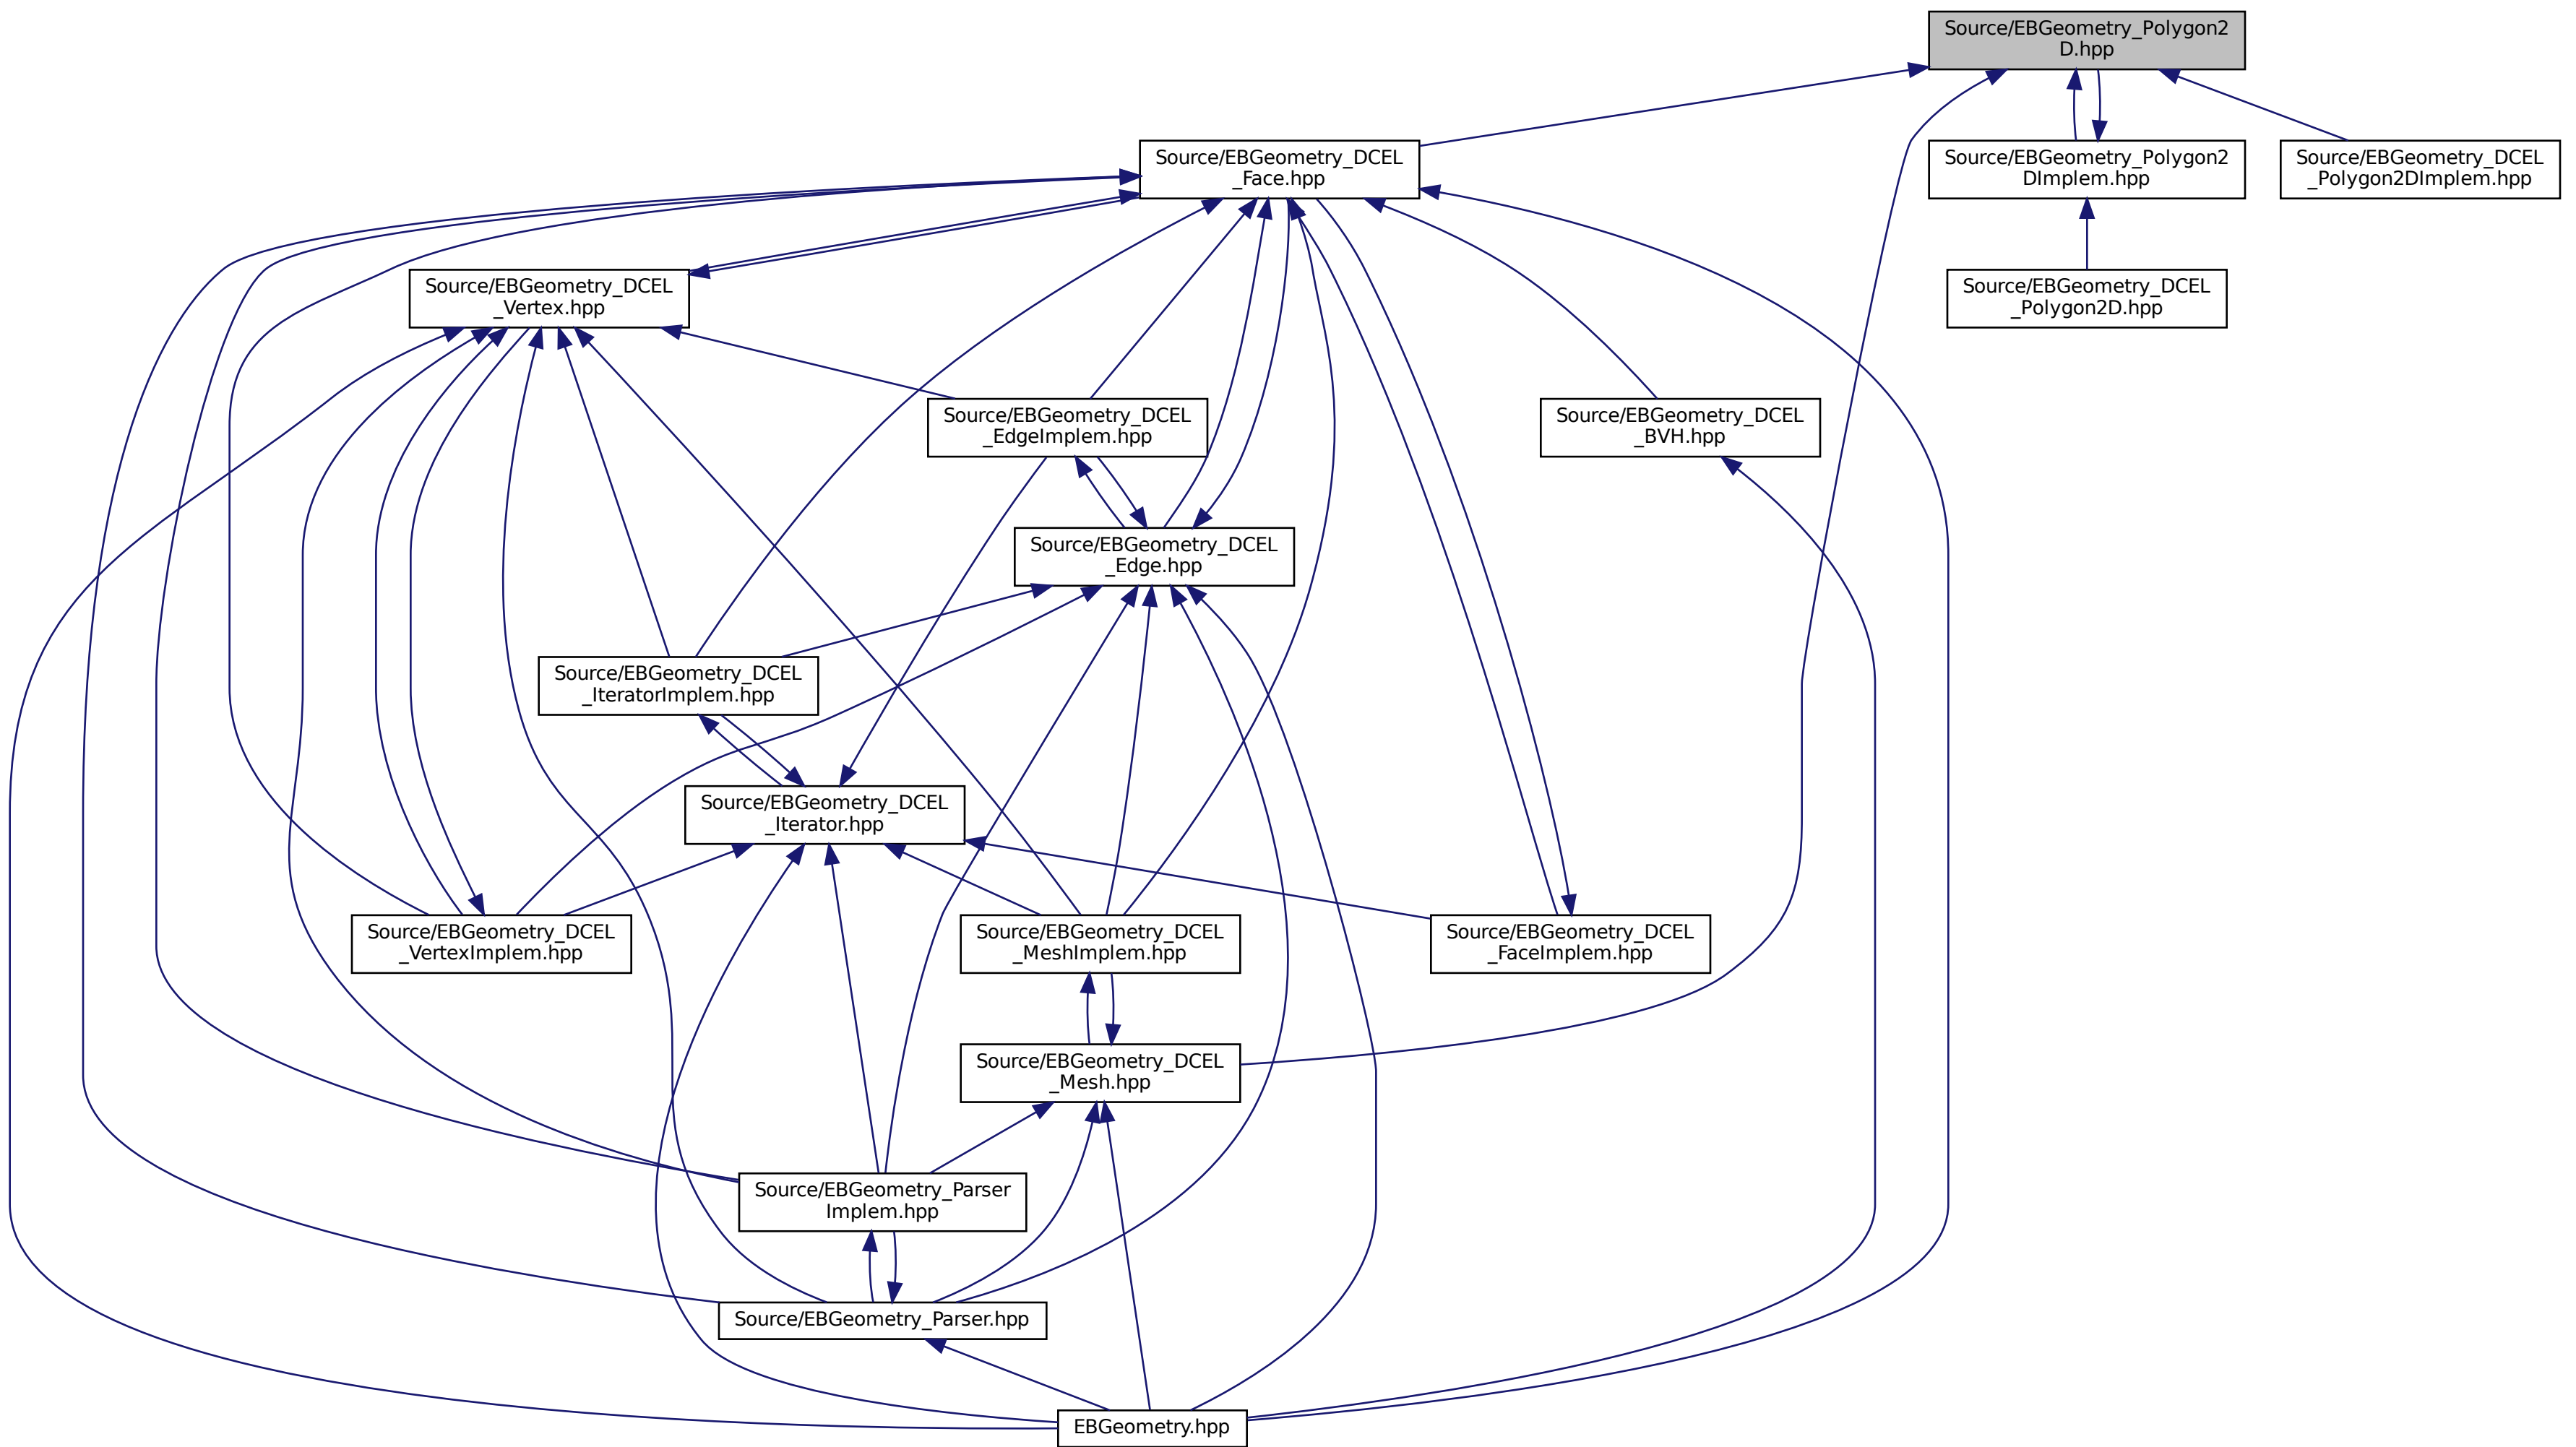 Source/EBGeometry_Polygon2
D.hpp
Source/EBGeometry_DCEL
_Face.hpp
Source/EBGeometry_Polygon2
DImplem.hpp
Source/EBGeometry_DCEL
_Polygon2DImplem.hpp
Source/EBGeometry_DCEL
_Vertex.hpp
Source/EBGeometry_DCEL
_Polygon2D.hpp
Source/EBGeometry_DCEL
_EdgeImplem.hpp
Source/EBGeometry_DCEL
_BVH.hpp
Source/EBGeometry_DCEL
_Edge.hpp
Source/EBGeometry_DCEL
_IteratorImplem.hpp
Source/EBGeometry_DCEL
_Iterator.hpp
Source/EBGeometry_DCEL
_VertexImplem.hpp
Source/EBGeometry_DCEL
_MeshImplem.hpp
Source/EBGeometry_DCEL
_FaceImplem.hpp
Source/EBGeometry_DCEL
_Mesh.hpp
Source/EBGeometry_Parser
Implem.hpp
Source/EBGeometry_Parser.hpp
EBGeometry.hpp